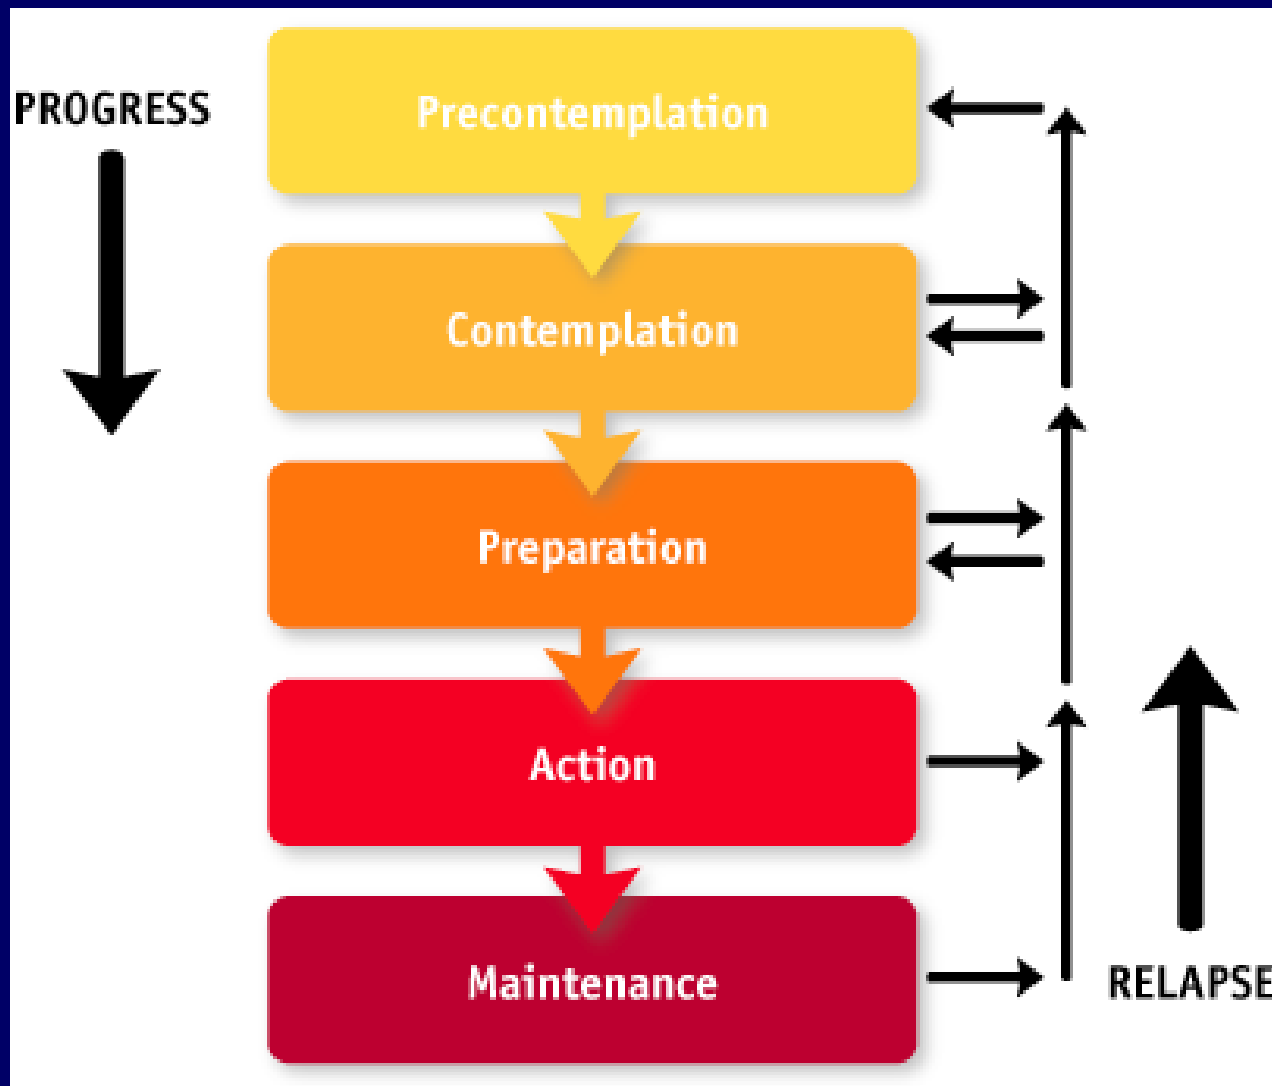 PROGRESS
Precontemplation
Contemplation
Preparation
Action
Maintenance
RELAPSE